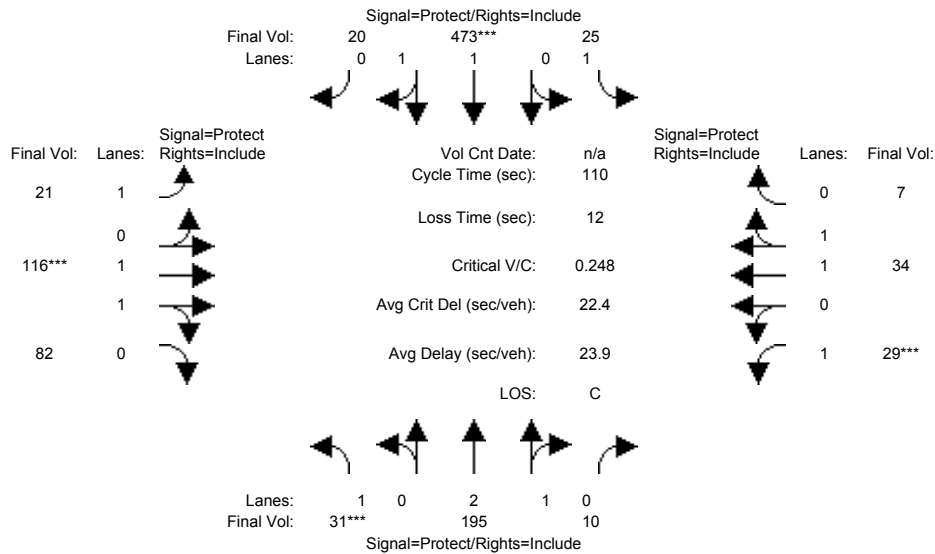 Signal=Protect/Rights=Include
Final Vol: 20 473*** 25
Lanes: 0 1 1 0 1
Signal=Protect
Final Vol: Lanes: Rights=Include
Vol Cnt Date: n/a
Signal=Protect
Rights=Include Lanes: Final Vol:
Cycle Time (sec): 110
21 1
0 7
Loss Time (sec): 12
0
1
116*** 1
Critical V/C: 0.248
1 34
1
Avg Crit Del (sec/veh): 22.4
0
82 0
Avg Delay (sec/veh): 23.9
1 29***
LOS: C
Lanes: 1 0 2 1 0
Final Vol: 31*** 195 10
Signal=Protect/Rights=Include